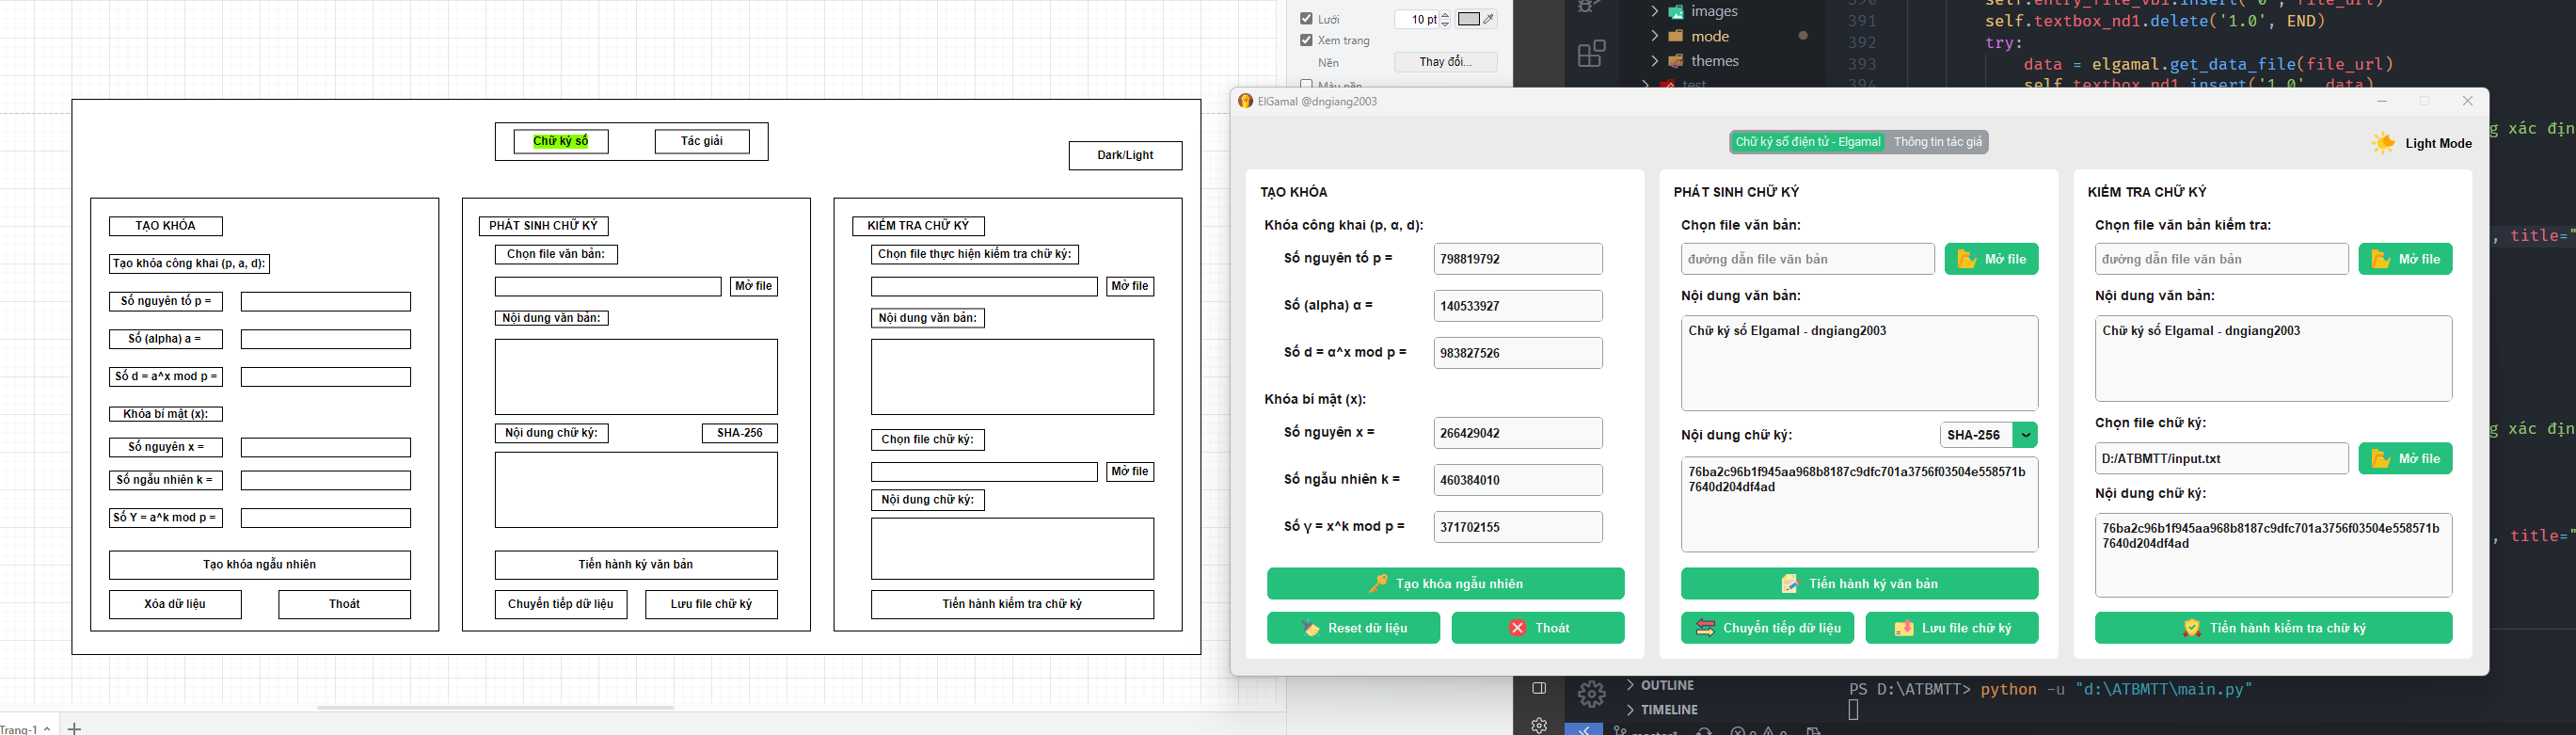 Chữ ký số
Tác giải
Dark/Light
TẠO KHÓA
Tạo khóa công khai (p, a, d):
Số nguyên tố p =
Số (alpha) a =
Số d = a^x mod p =
Khóa bí mật (x):
Số nguyên x =
Số ngẫu nhiên k =
Số Y = a^k mod p =
Tạo khóa ngẫu nhiên
Xóa dữ liệu
Thoát
PHÁT SINH CHỮ KÝ
Chọn file văn bản:
Mở file
Nội dung văn bản:
Nội dung chữ ký:
SHA-256
Tiến hành ký văn bản
Chuyển tiếp dữ liệu
Lưu file chữ ký
KIỂM TRA CHỮ KÝ
Chọn file thực hiện kiểm tra chữ ký:
Mở file
Nội dung văn bản:
Chọn file chữ ký:
Mở file
Nội dung chữ ký:
Tiến hành kiểm tra chữ ký
Trang-1
Lưới
10 pt
Xem trang
Nền
Thay đổi...
images
mode
themes
test
391
392
393
self.textbox_nd1.delete('1.0', END)
try:
data = elgamal.get_data_file(file_url)
ElGamal @dngiang2003
Chữ ký số điện tử - Elgamal
Thông tin tác giả
Light Mode
TẠO KHÓA
Khóa công khai (p, α, d):
Số nguyên tố p =
798819792
Số (alpha) α =
140533927
Số d = α^x mod p =
983827526
Khóa bí mật (x):
Số nguyên x =
266429042
Số ngẫu nhiên k =
460384010
Số γ = x^k mod p =
371702155
Tạo khóa ngẫu nhiên
Reset dữ liệu
Thoát
PHÁT SINH CHỮ KÝ
Chọn file văn bản:
đường dẫn file văn bản
Mở file
Nội dung văn bản:
Chữ ký số Elgamal - dngiang2003
Nội dung chữ ký:
SHA-256
76ba2c96b1f945aa968b8187c9dfc701a3756f03504e558571b
7640d204df4ad
Tiến hành ký văn bản
Chuyển tiếp dữ liệu
Lưu file chữ ký
KIỂM TRA CHỮ KÝ
Chọn file văn bản kiểm tra:
đường dẫn file văn bản
Mở file
Nội dung văn bản:
Chữ ký số Elgamal - dngiang2003
Chọn file chữ ký:
D:/ATBMTT/input.txt
Mở file
Nội dung chữ ký:
76ba2c96b1f945aa968b8187c9dfc701a3756f03504e558571b
7640d204df4ad
Tiến hành kiểm tra chữ ký
g xác địn
, title="
g xác địn
, title="
OUTLINE
TIMELINE
PS D:\ATBMTT> python -u "d:\ATBMTT\main.py"